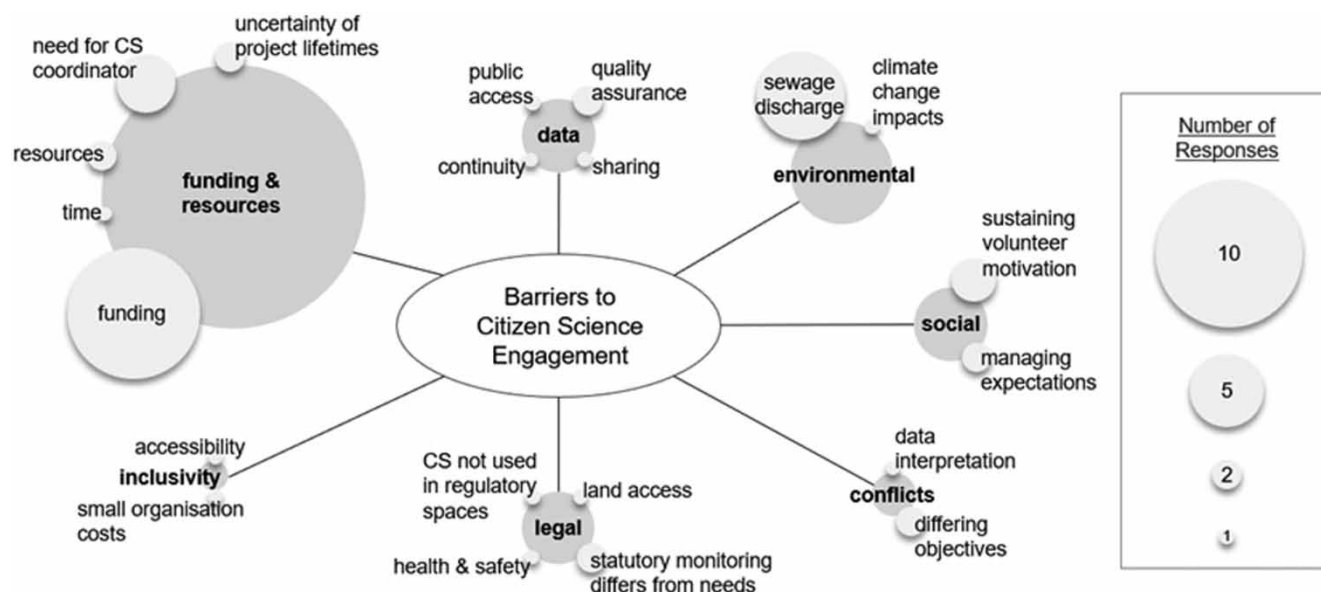 uncertainty of
project lifetimes
need for CS
coordinator
resources
time
funding &
resources
funding
public
access
quality
assurance
data
continuity
sharing
sewage
discharge
climate
change
impacts
environmental
sustaining
volunteer
motivation
social
managing
expectations
Barriers to
Citizen Science
Engagement
accessibility
inclusivity
small organisation
costs
CS not used
in regulatory
spaces
land access
legal
health & safety
statutory monitoring
differs from needs
data
interpretation
conflicts
differing
objectives
Number of
Responses
10
5
2
1